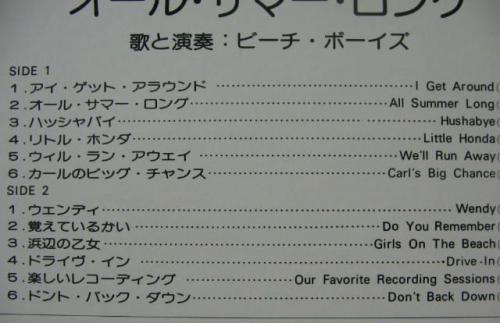 オール・サマー・ロング
歌と演奏：ビーチ・ボーイズ
SIDE 1
1.アイ・ゲット・アラウンド ························ I Get Around
2.オール・サマー・ロング ························ All Summer Long
3.ハッシャバイ ························ Hushabye
4.リトル・ホンダ ························ Little Honda
5.ウィル・ラン・アウェイ ························ We'll Run Away
6.カールのビッグ・チャンス ························ Carl's Big Chance
SIDE 2
1.ウェンディ ························ Wendy
2.覚えているかい ························ Do You Remember
3.浜辺の乙女 ························ Girls On The Beach
4.ドライヴ・イン ························ Drive-In
5.楽しいレコーディング ························ Our Favorite Recording Sessions
6.ドント・バック・ダウン ························ Don't Back Down